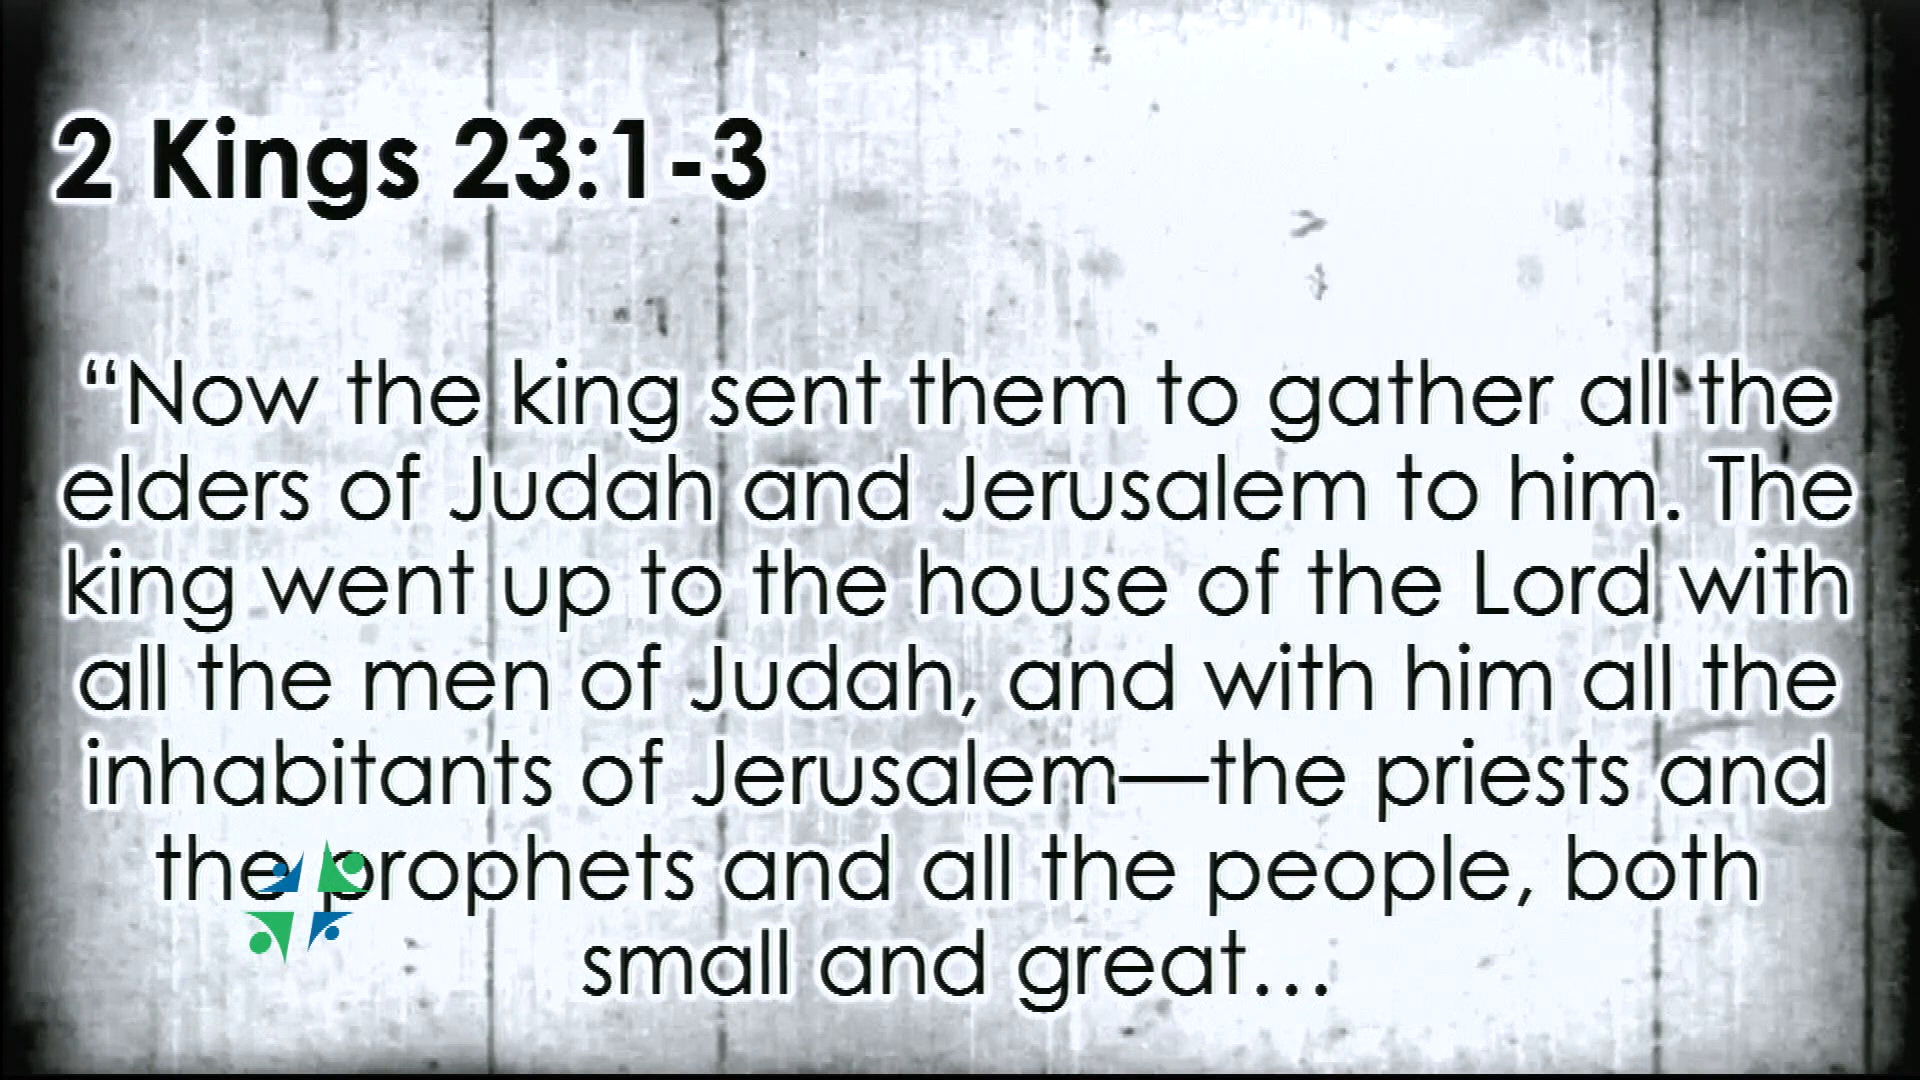 2 Kings 23:1-3
“Now the king sent them to gather all the
elders of Judah and Jerusalem to him. The
king went up to the house of the Lord with
all the men of Judah, and with him all the
inhabitants of Jerusalem—the priests and
the prophets and all the people, both
small and great…